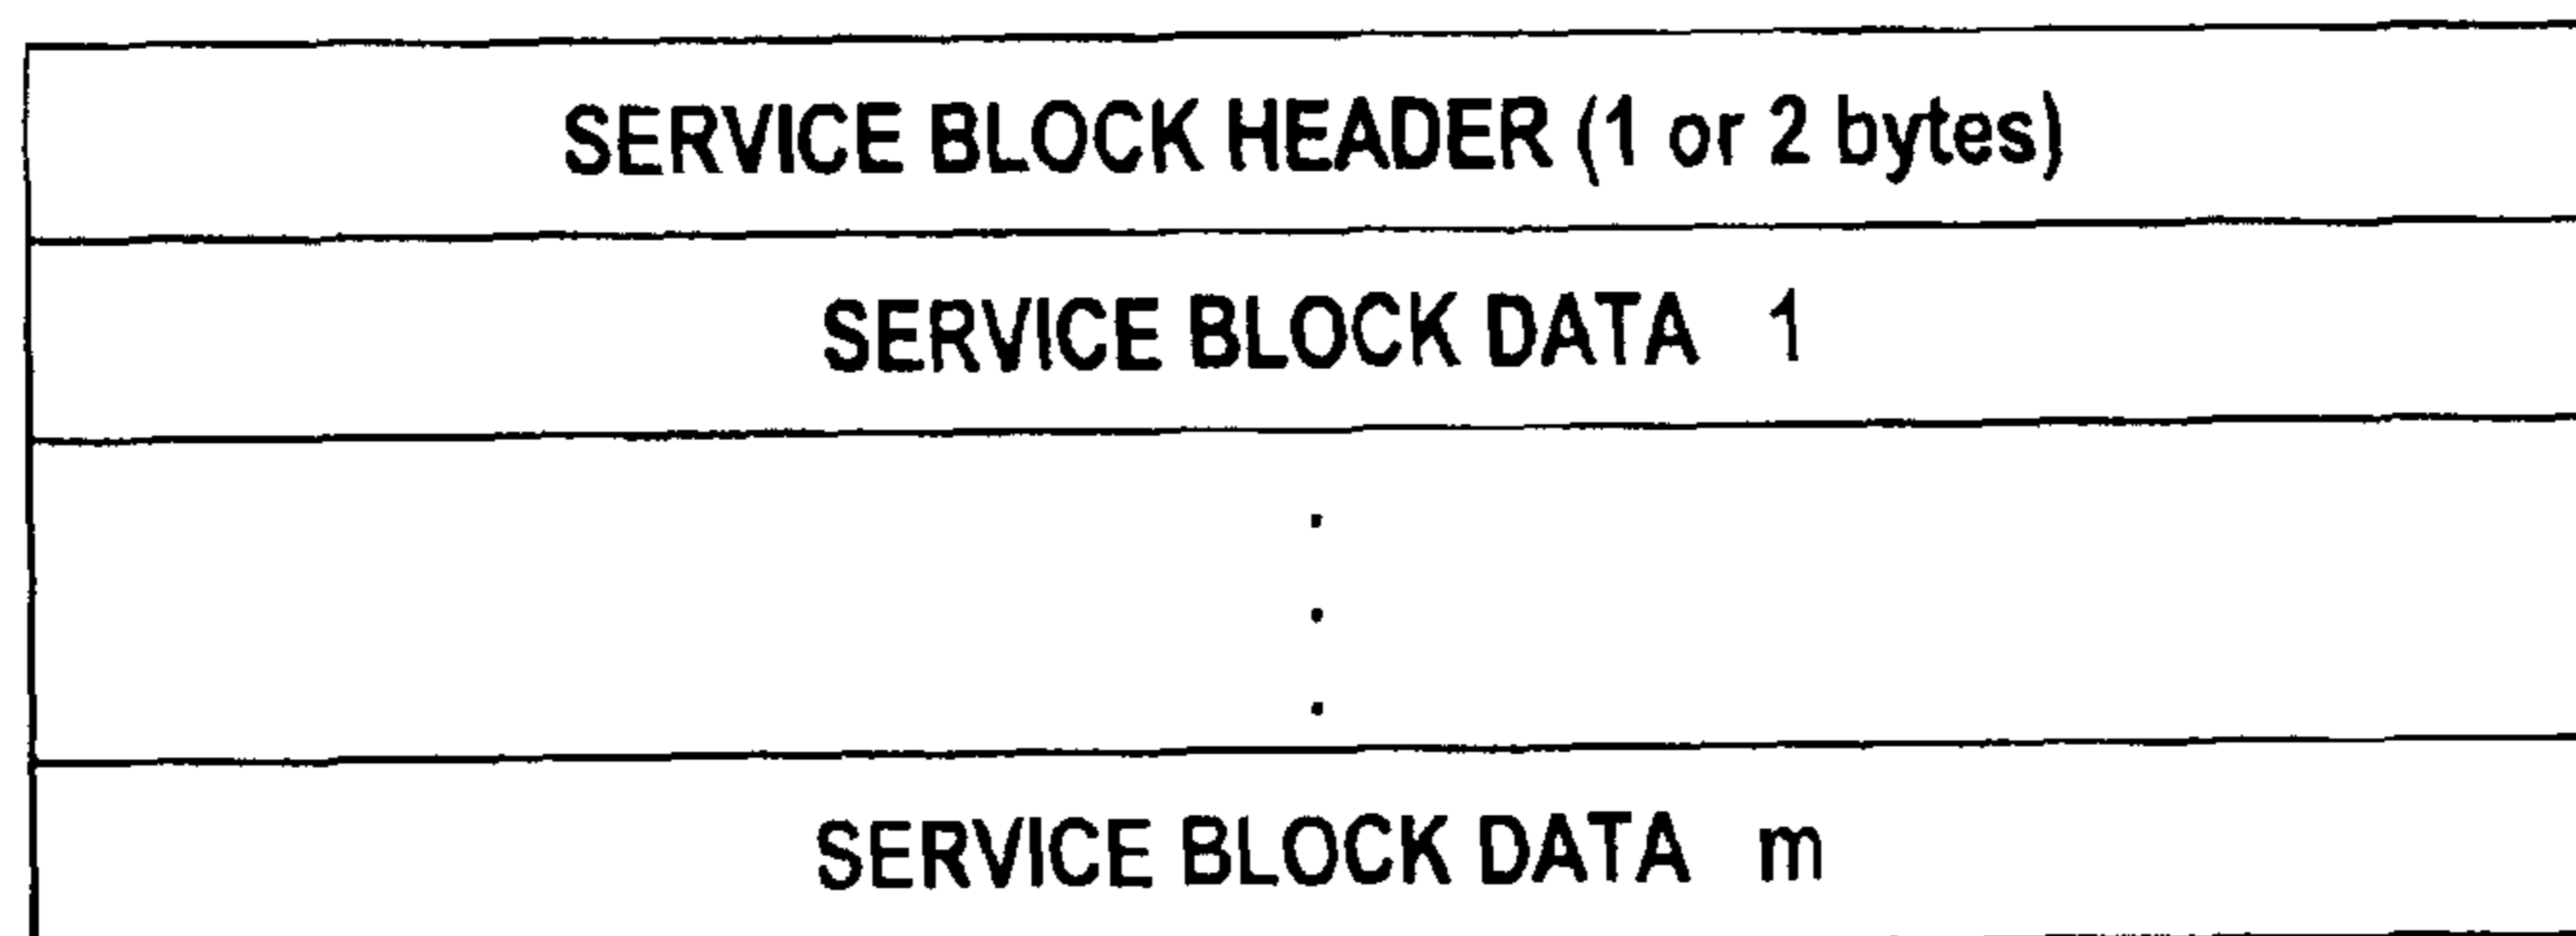 SERVICE BLOCK HEADER (1 or 2 bytes)
SERVICE BLOCK DATA 1
.
.
.
SERVICE BLOCK DATA m